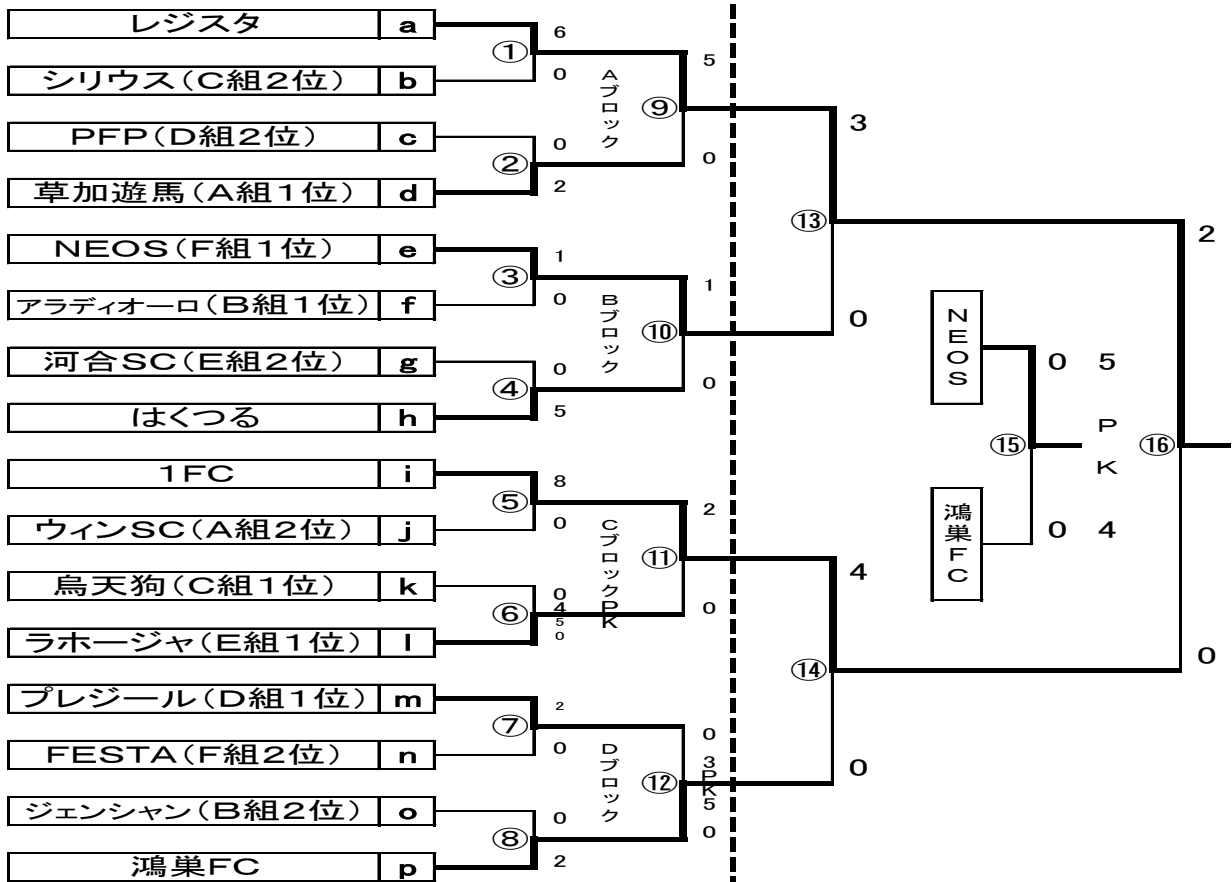 レジスタ a
6
①
0
シリウス(C組2位) b
PFP(D組2位) c
0
②
2
草加遊馬(A組1位) d
Aブロック
5
⑨
0
NEOS(F組1位) e
1
③
0
アラディオーロ(B組1位) f
河合SC(E組2位) g
0
④
5
はくつる h
Bブロック
1
⑩
0
1FC i
8
⑤
0
ウィンSC(A組2位) j
烏天狗(C組1位) k
0
4
PK
⑥
5
0
ラホージャ(E組1位) l
Cブロック
2
⑪
0
プレジール(D組1位) m
2
⑦
0
FESTA(F組2位) n
ジェンシャン(B組2位) o
0
⑧
2
鴻巣FC p
Dブロック
0
3
PK
⑫
5
0
3
⑬
0
4
⑭
0
NEOS
0 5
⑮
PK
鴻巣FC
0 4
2
⑯
0